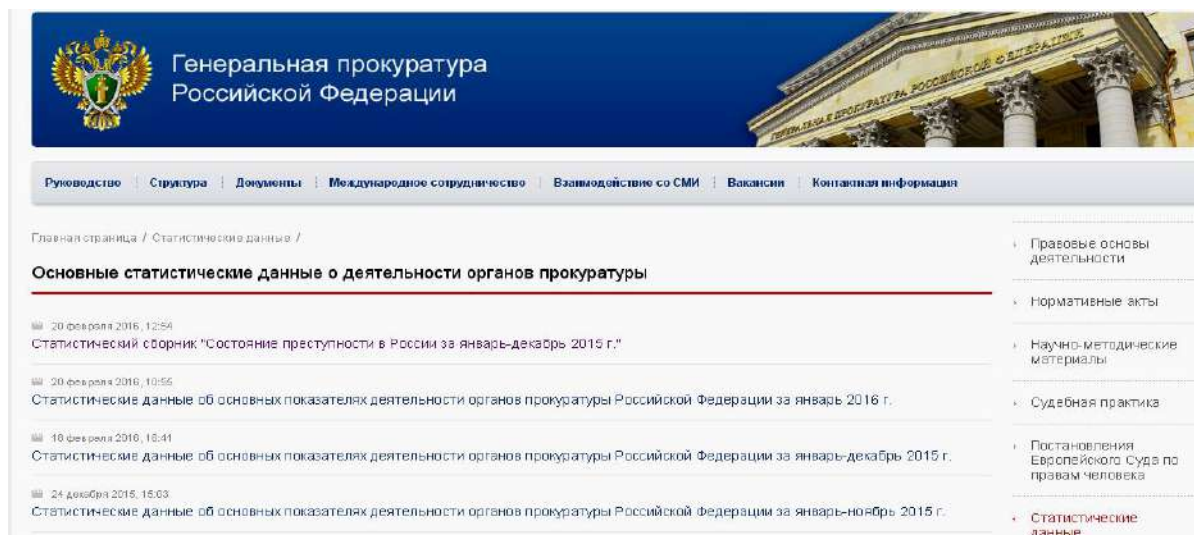 Генеральная прокуратура
Российской Федерации
ГЕНЕРАЛЬНАЯ ПРОКУРАТУРА РОССИЙСКОЙ ФЕДЕРАЦИИ
Руководство Структура Документы Международное сотрудничество Взаимодействие со СМИ Вакансии Контактная информация
Главная страница / Статистические данные /
Основные статистические данные о деятельности органов прокуратуры
20 февраля 2016, 12:54
Статистический сборник "Состояние преступности в России за январь-декабрь 2015 г."
20 февраля 2016, 10:55
Статистические данные об основных показателях деятельности органов прокуратуры Российской Федерации за январь 2016 г.
18 февраля 2016, 16:41
Статистические данные об основных показателях деятельности органов прокуратуры Российской Федерации за январь-декабрь 2015 г.
24 декабря 2015, 15:03
Статистические данные об основных показателях деятельности органов прокуратуры Российской Федерации за январь-ноябрь 2015 г.
Правовые основы
деятельности
Нормативные акты
Научно-методические
материалы
Судебная практика
Постановления
Европейского Суда по
правам человека
Статистические
данные